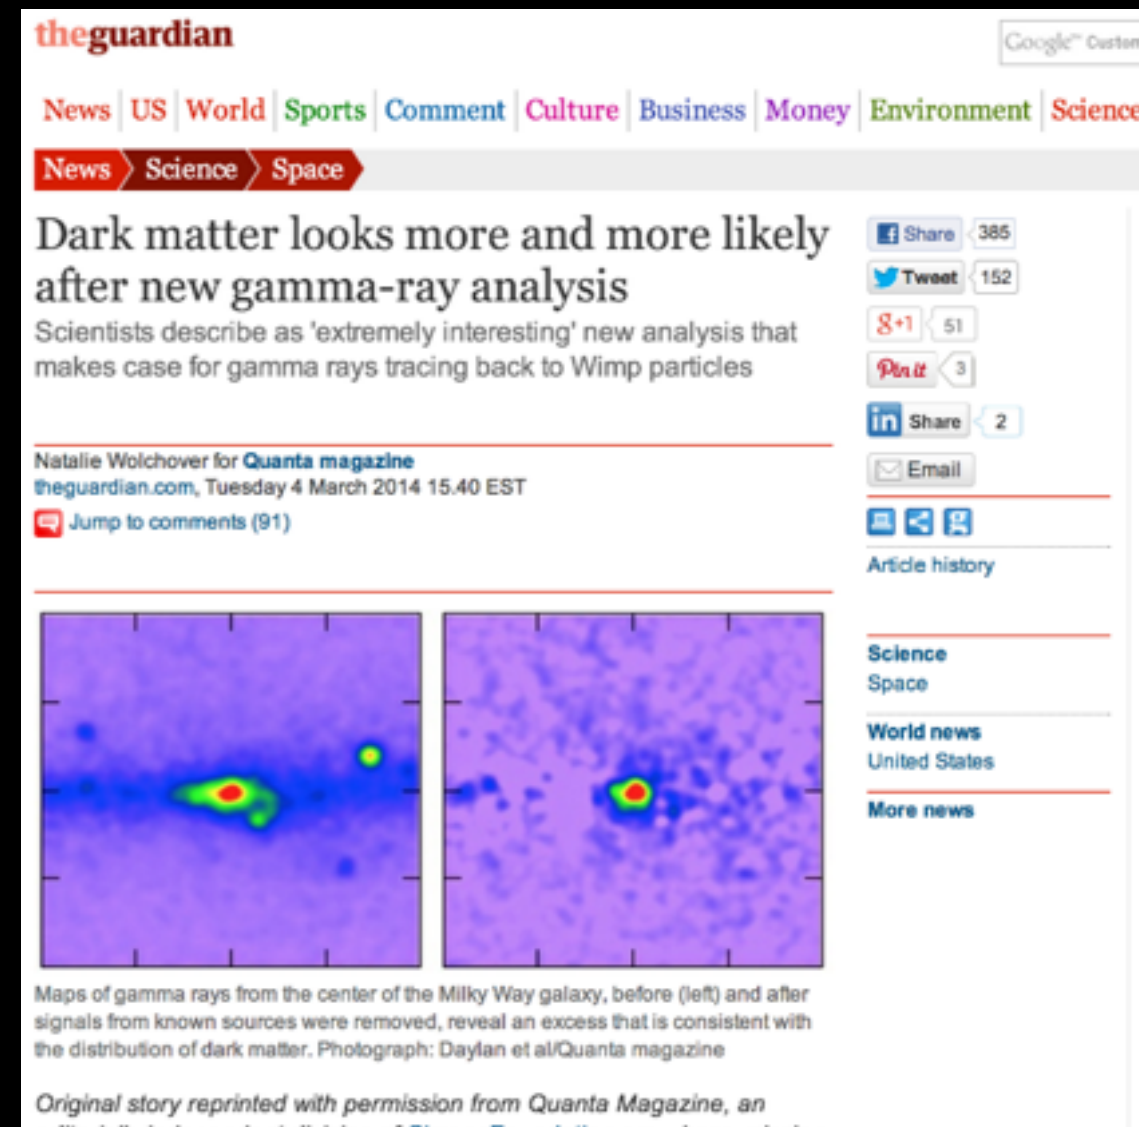 theguardian
Google™ Custom
News US World Sports Comment Culture Business Money Environment Science
News Science Space
Dark matter looks more and more likely
after new gamma-ray analysis
Scientists describe as 'extremely interesting' new analysis that
makes case for gamma rays tracing back to Wimp particles
Natalie Wolchover for Quanta magazine
theguardian.com, Tuesday 4 March 2014 15.40 EST
Jump to comments (91)
Share 385
Tweet 152
g+1 51
Pin it 3
in Share 2
Email
Article history
Science
Space
World news
United States
More news
Maps of gamma rays from the center of the Milky Way galaxy, before (left) and after
signals from known sources were removed, reveal an excess that is consistent with
the distribution of dark matter. Photograph: Daylan et al/Quanta magazine
Original story reprinted with permission from Quanta Magazine, an